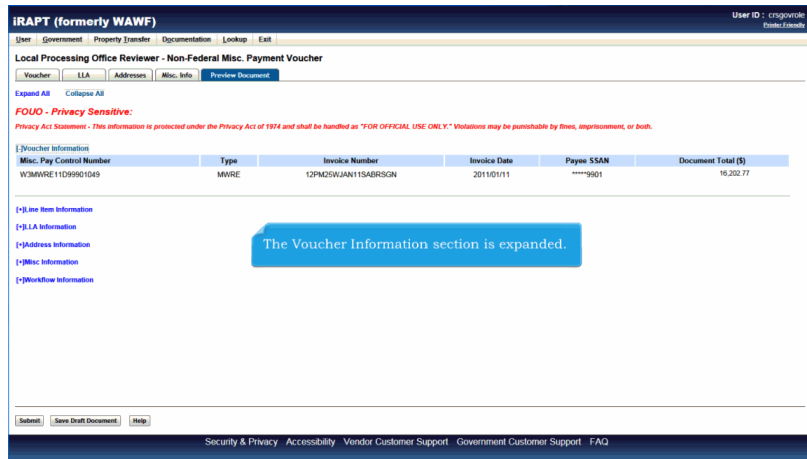 iRAPT (formerly WAWF)
User ID : crsgovrole
Printer Friendly
User Government Property Transfer Documentation Lookup Exit
Local Processing Office Reviewer - Non-Federal Misc. Payment Voucher
Voucher LLA Addresses Misc. Info Preview Document
Expand All Collapse All
FOUO - Privacy Sensitive:
Privacy Act Statement - This information is protected under the Privacy Act of 1974 and shall be handled as "FOR OFFICIAL USE ONLY." Violations may be punishable by fines, imprisonment, or both.
[-]Voucher Information
Misc. Pay Control Number Type Invoice Number Invoice Date Payee SSAN Document Total ($)
W3MWRE11D99901049 MWRE 12PM25WJAN11SABRSGN 2011/01/11 *****9901 16,202.77
[+]Line Item Information
[+]LLA Information
[+]Address Information
[+]Misc Information
[+]Workflow Information
The Voucher Information section is expanded.
Submit Save Draft Document Help
Security & Privacy Accessibility Vendor Customer Support Government Customer Support FAQ